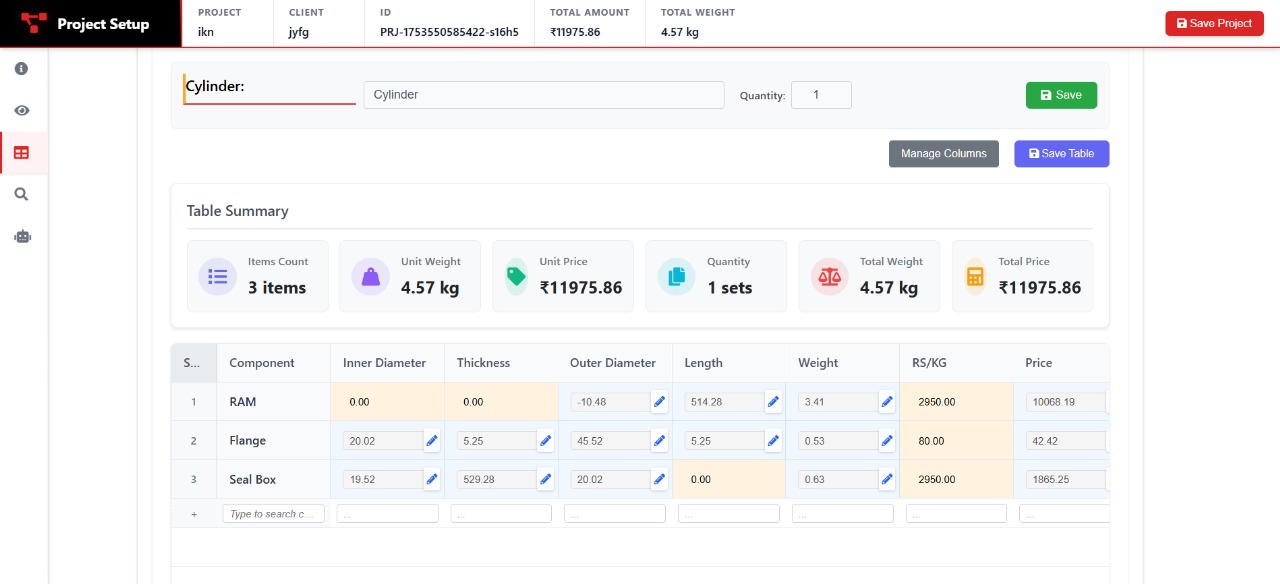 Project Setup
PROJECT
ikn
CLIENT
jyfg
ID
PRJ-1753550585422-s16h5
TOTAL AMOUNT
₹11975.86
TOTAL WEIGHT
4.57 kg
Save Project
Cylinder:
Cylinder
Quantity:
1
Save
Manage Columns
Save Table
Table Summary
Items Count
3 items
Unit Weight
4.57 kg
Unit Price
₹11975.86
Quantity
1 sets
Total Weight
4.57 kg
Total Price
₹11975.86
S... Component Inner Diameter Thickness Outer Diameter Length Weight RS/KG Price
1 RAM 0.00 0.00 -10.48 514.28 3.41 2950.00 10068.19
2 Flange 20.02 5.25 45.52 5.25 0.53 80.00 42.42
3 Seal Box 19.52 529.28 20.02 0.00 0.63 2950.00 1865.25
+ Type to search c... ... ... ... ... ... ... ...